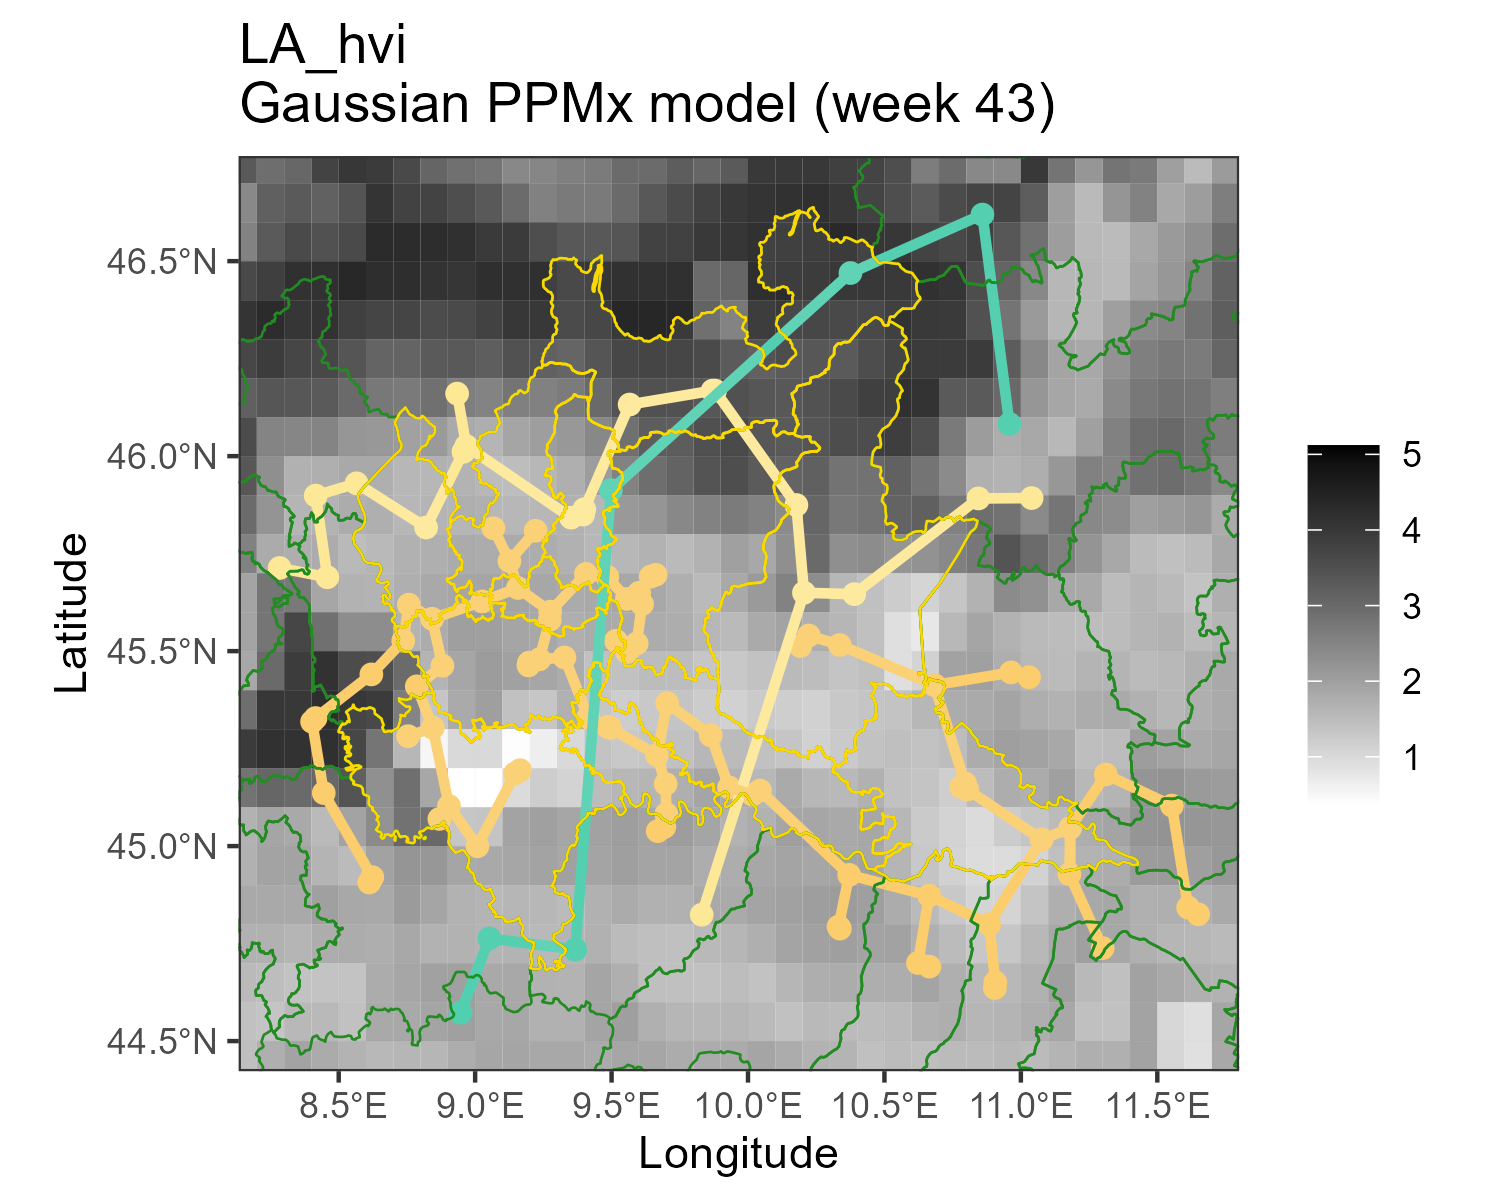 LA_hvi
Gaussian PPMx model (week 43)
46.5°N
46.0°N
45.5°N
45.0°N
44.5°N
Latitude
8.5°E 9.0°E 9.5°E 10.0°E 10.5°E 11.0°E 11.5°E
Longitude
5
4
3
2
1